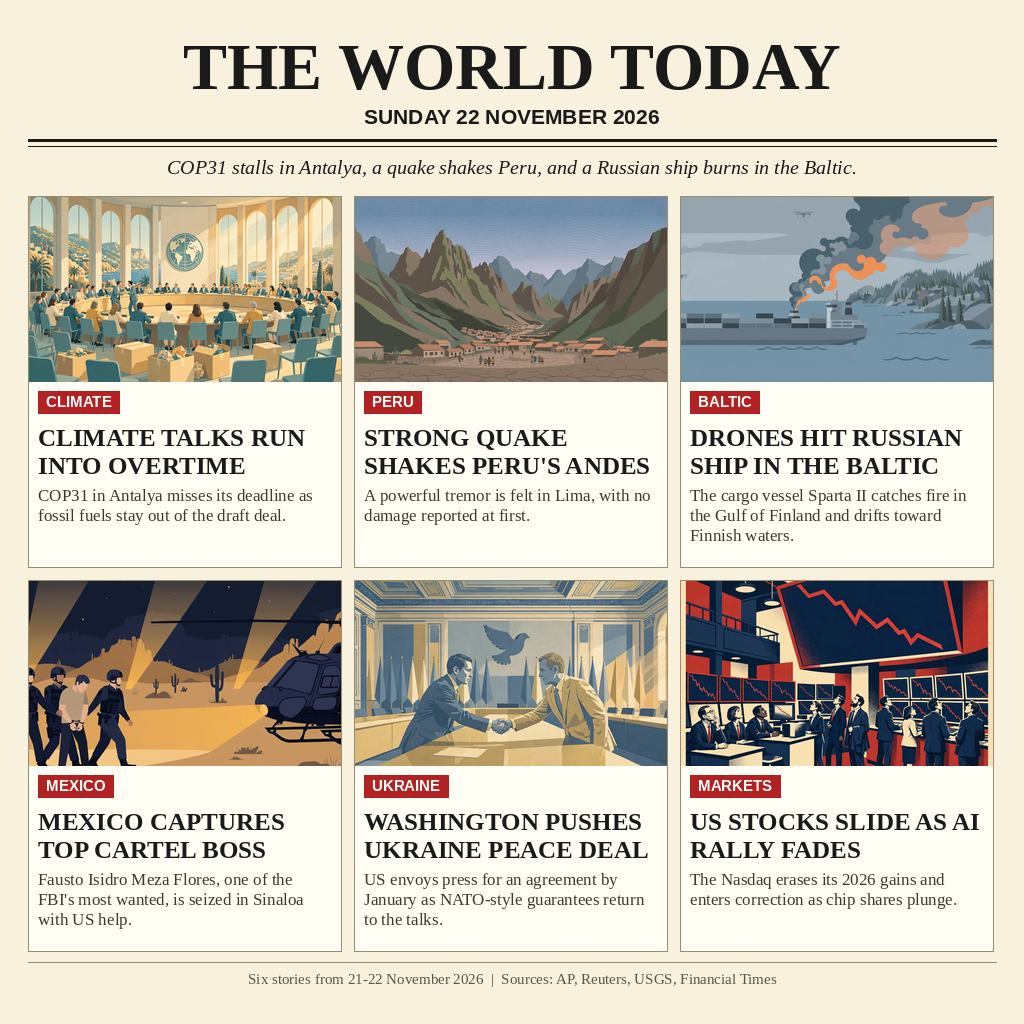 THE WORLD TODAY
SUNDAY 22 NOVEMBER 2026
COP31 stalls in Antalya, a quake shakes Peru, and a Russian ship burns in the Baltic.
CLIMATE
CLIMATE TALKS RUN
INTO OVERTIME
COP31 in Antalya misses its deadline as
fossil fuels stay out of the draft deal.
PERU
STRONG QUAKE
SHAKES PERU'S ANDES
A powerful tremor is felt in Lima, with no
damage reported at first.
BALTIC
DRONES HIT RUSSIAN
SHIP IN THE BALTIC
The cargo vessel Sparta II catches fire in
the Gulf of Finland and drifts toward
Finnish waters.
MEXICO
MEXICO CAPTURES
TOP CARTEL BOSS
Fausto Isidro Meza Flores, one of the
FBI's most wanted, is seized in Sinaloa
with US help.
UKRAINE
WASHINGTON PUSHES
UKRAINE PEACE DEAL
US envoys press for an agreement by
January as NATO-style guarantees return
to the talks.
MARKETS
US STOCKS SLIDE AS AI
RALLY FADES
The Nasdaq erases its 2026 gains and
enters correction as chip shares plunge.
Six stories from 21-22 November 2026 | Sources: AP, Reuters, USGS, Financial Times